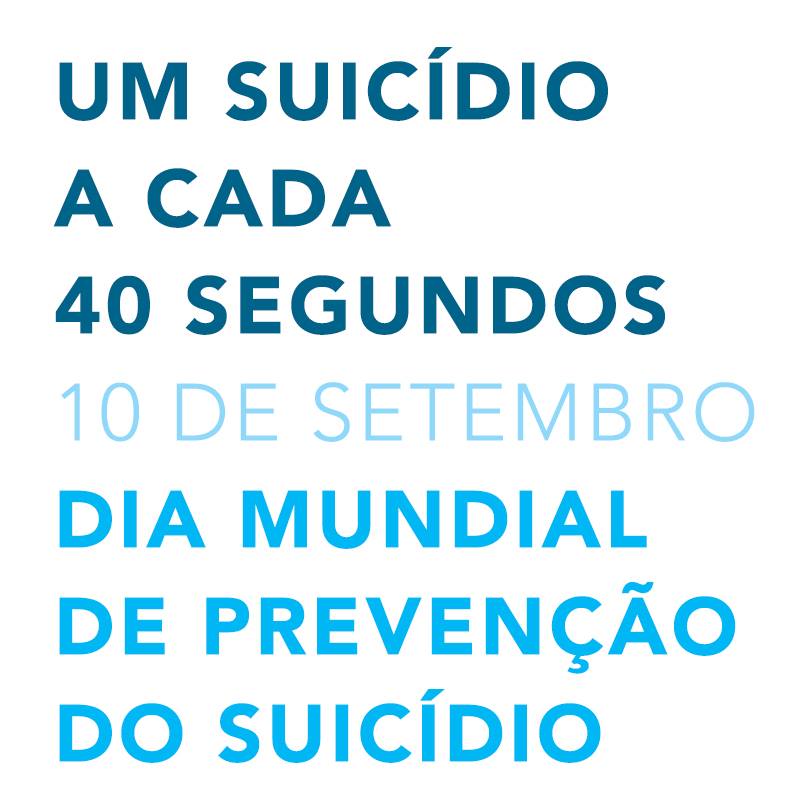 UM SUICÍDIO
A CADA
40 SEGUNDOS
10 DE SETEMBRO
DIA MUNDIAL
DE PREVENÇÃO
DO SUICÍDIO